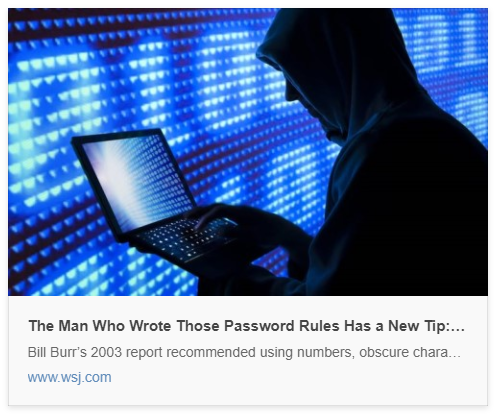 The Man Who Wrote Those Password Rules Has a New Tip:…
Bill Burr’s 2003 report recommended using numbers, obscure chara…
www.wsj.com